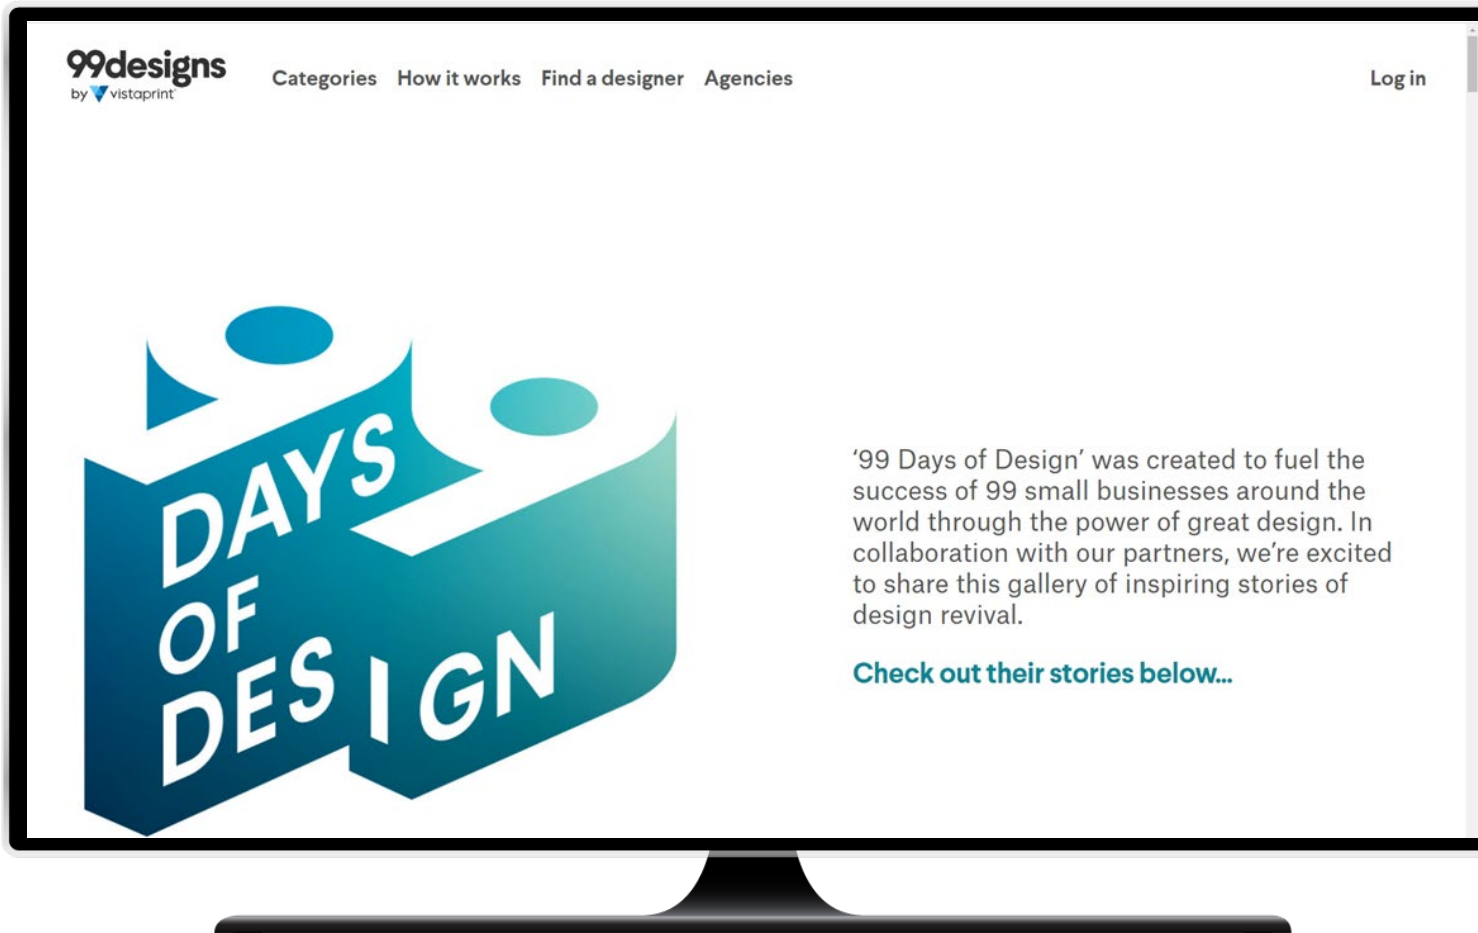 99designs
by vistaprint
Categories How it works Find a designer Agencies
Log in
DAYS
OF
DESIGN
‘99 Days of Design’ was created to fuel the
success of 99 small businesses around the
world through the power of great design. In
collaboration with our partners, we’re excited
to share this gallery of inspiring stories of
design revival.
Check out their stories below...